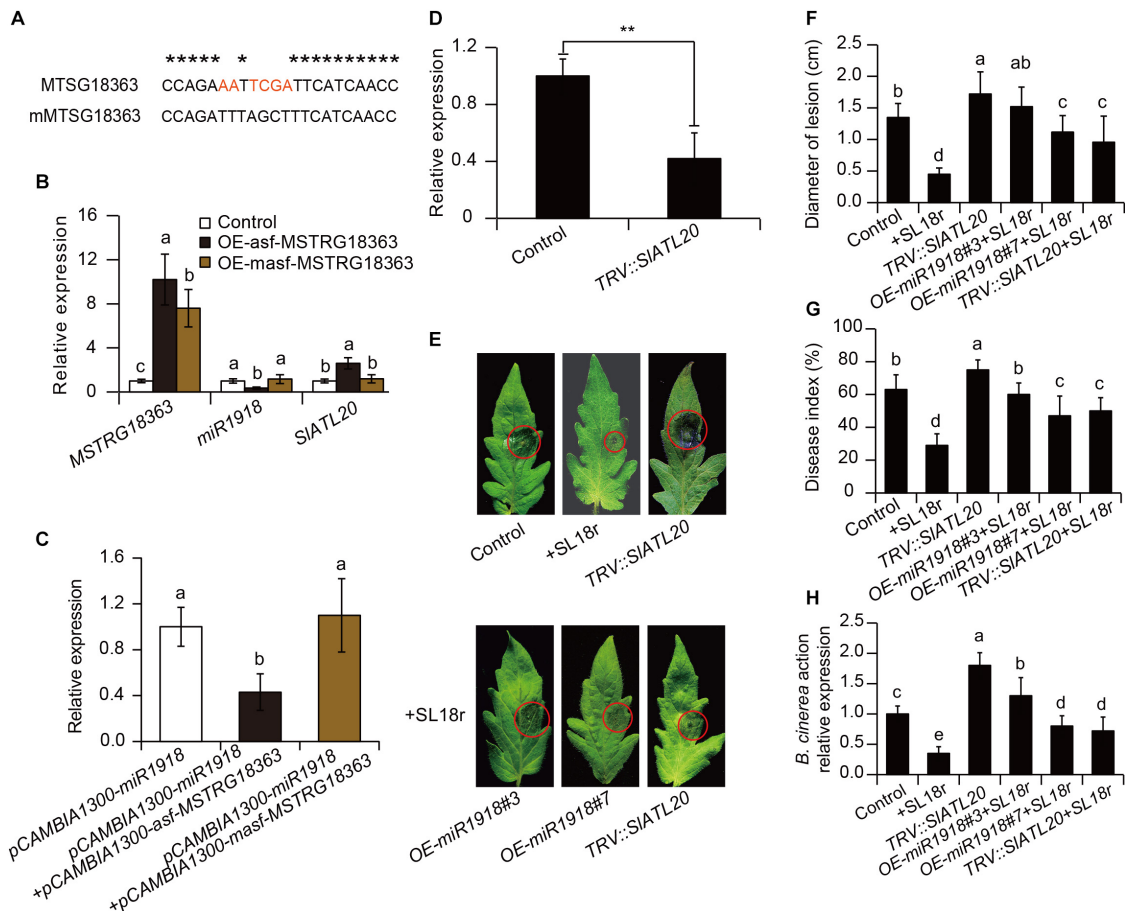 A
***** * **********
MTSG18363 CCAGAAATTCGATTCATCAACC
mMTSG18363 CCAGATTTAGCTTTCATCAACC
B
Relative expression
16
12
8
4
0
Control
OE-asf-MSTRG18363
OE-masf-MSTRG18363
c a b
a b a
b a b
MSTRG18363
miR1918
SlATL20
C
Relative expression
1.6
1.2
0.8
0.4
0.0
a b a
pCAMBIA1300-miR1918
pCAMBIA1300-miR1918
+pCAMBIA1300-asf-MSTRG18363
pCAMBIA1300-miR1918
+pCAMBIA1300-masf-MSTRG18363
D
Relative expression
1.2
0.8
0.4
0
**
Control
TRV::SlATL20
E
Control
+SL18r
TRV::SlATL20
+SL18r
OE-miR1918#3
OE-miR1918#7
TRV::SlATL20
F
Diameter of lesion (cm)
2.5
2.0
1.5
1.0
0.5
0.0
b d a ab c c
Control
+SL18r
TRV::SlATL20
OE-miR1918#3+SL18r
OE-miR1918#7+SL18r
TRV::SlATL20+SL18r
G
Disease index (%)
100
80
60
40
20
0
b d a b c c
Control
+SL18r
TRV::SlATL20
OE-miR1918#3+SL18r
OE-miR1918#7+SL18r
TRV::SlATL20+SL18r
H
B. cinerea action
relative expression
2.5
2.0
1.5
1.0
0.5
0.0
c e a b d d
Control
+SL18r
TRV::SlATL20
OE-miR1918#3+SL18r
OE-miR1918#7+SL18r
TRV::SlATL20+SL18r